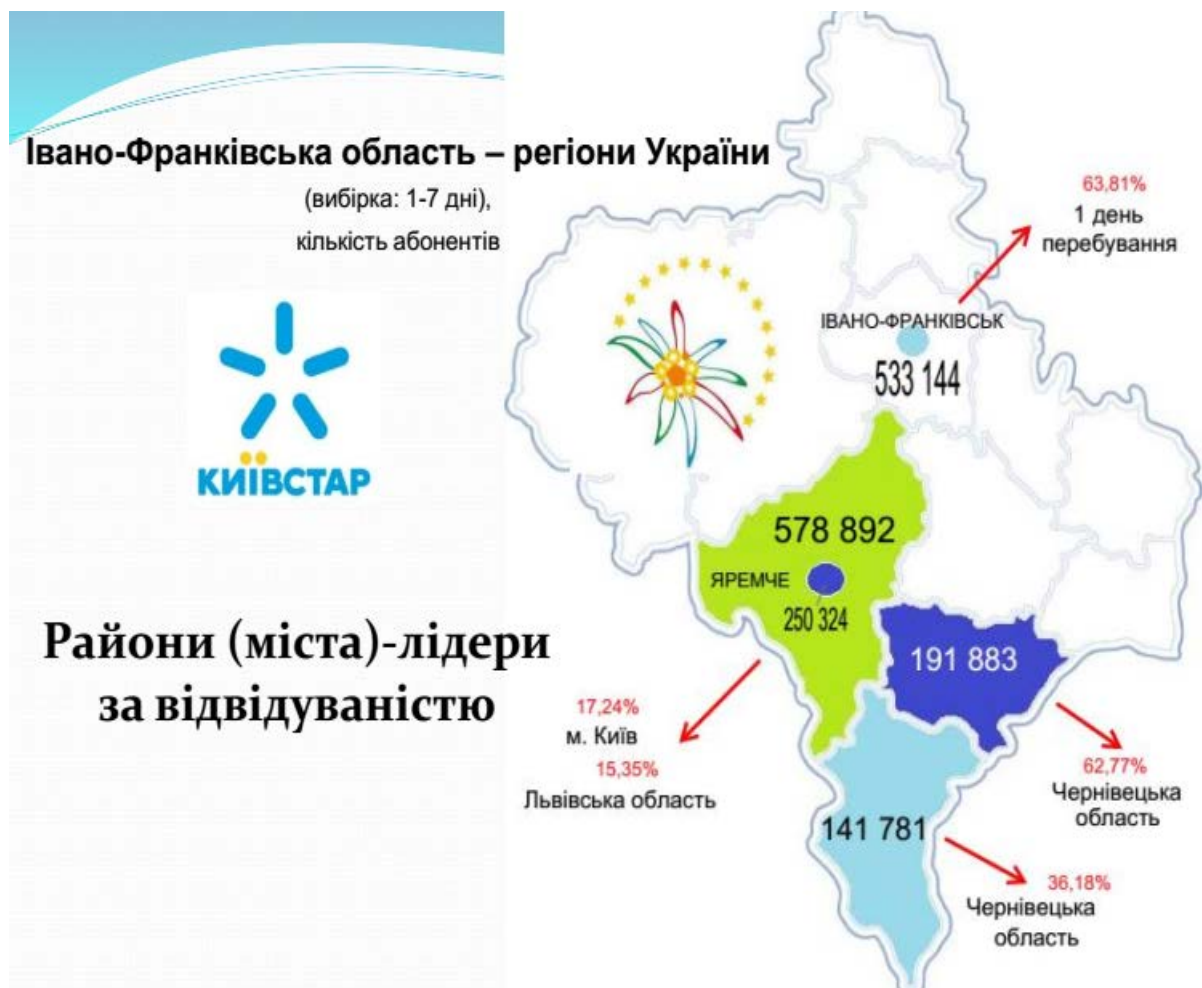 Івано-Франківська область – регіони України
(вибірка: 1-7 дні),
кількість абонентів
КИЇВСТАР
Райони (міста)-лідери
за відвідуваністю
63,81%
1 день
перебування
ІВАНО-ФРАНКІВСЬК
533 144
578 892
ЯРЕМЧЕ
250 324
191 883
17,24%
м. Київ
15,35%
Львівська область
62,77%
Чернівецька
область
141 781
36,18%
Чернівецька
область